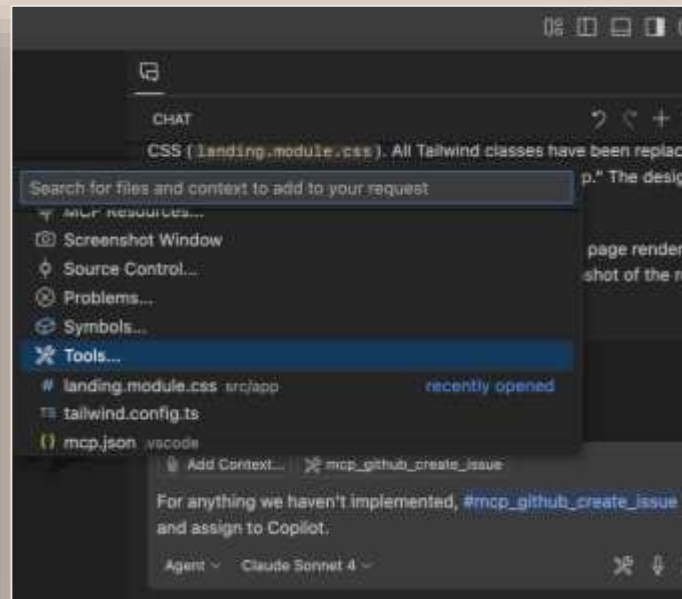 CHAT
CSS (landing.module.css). All Tailwind classes have been replac
Search for files and context to add to your request
p." The desig
MCP Resources...
Screenshot Window
Source Control...
page render
Problems...
shot of the r
Symbols...
Tools...
# landing.module.css src/app recently opened
TS tailwind.config.ts
{} mcp.json .vscode
Add Context... mcp_github_create_issue
For anything we haven't implemented, #mcp_github_create_issue
and assign to Copilot.
Agent Claude Sonnet 4